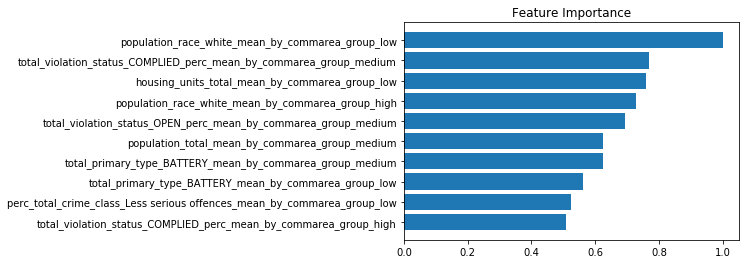 Feature Importance
population_race_white_mean_by_commarea_group_low
total_violation_status_COMPLIED_perc_mean_by_commarea_group_medium
housing_units_total_mean_by_commarea_group_low
population_race_white_mean_by_commarea_group_high
total_violation_status_OPEN_perc_mean_by_commarea_group_medium
population_total_mean_by_commarea_group_medium
total_primary_type_BATTERY_mean_by_commarea_group_medium
total_primary_type_BATTERY_mean_by_commarea_group_low
perc_total_crime_class_Less serious offences_mean_by_commarea_group_low
total_violation_status_COMPLIED_perc_mean_by_commarea_group_high
0.0 0.2 0.4 0.6 0.8 1.0